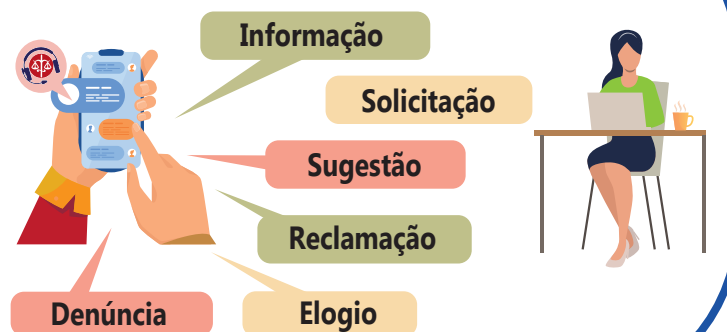 Informação
Solicitação
Sugestão
Reclamação
Denúncia
Elogio